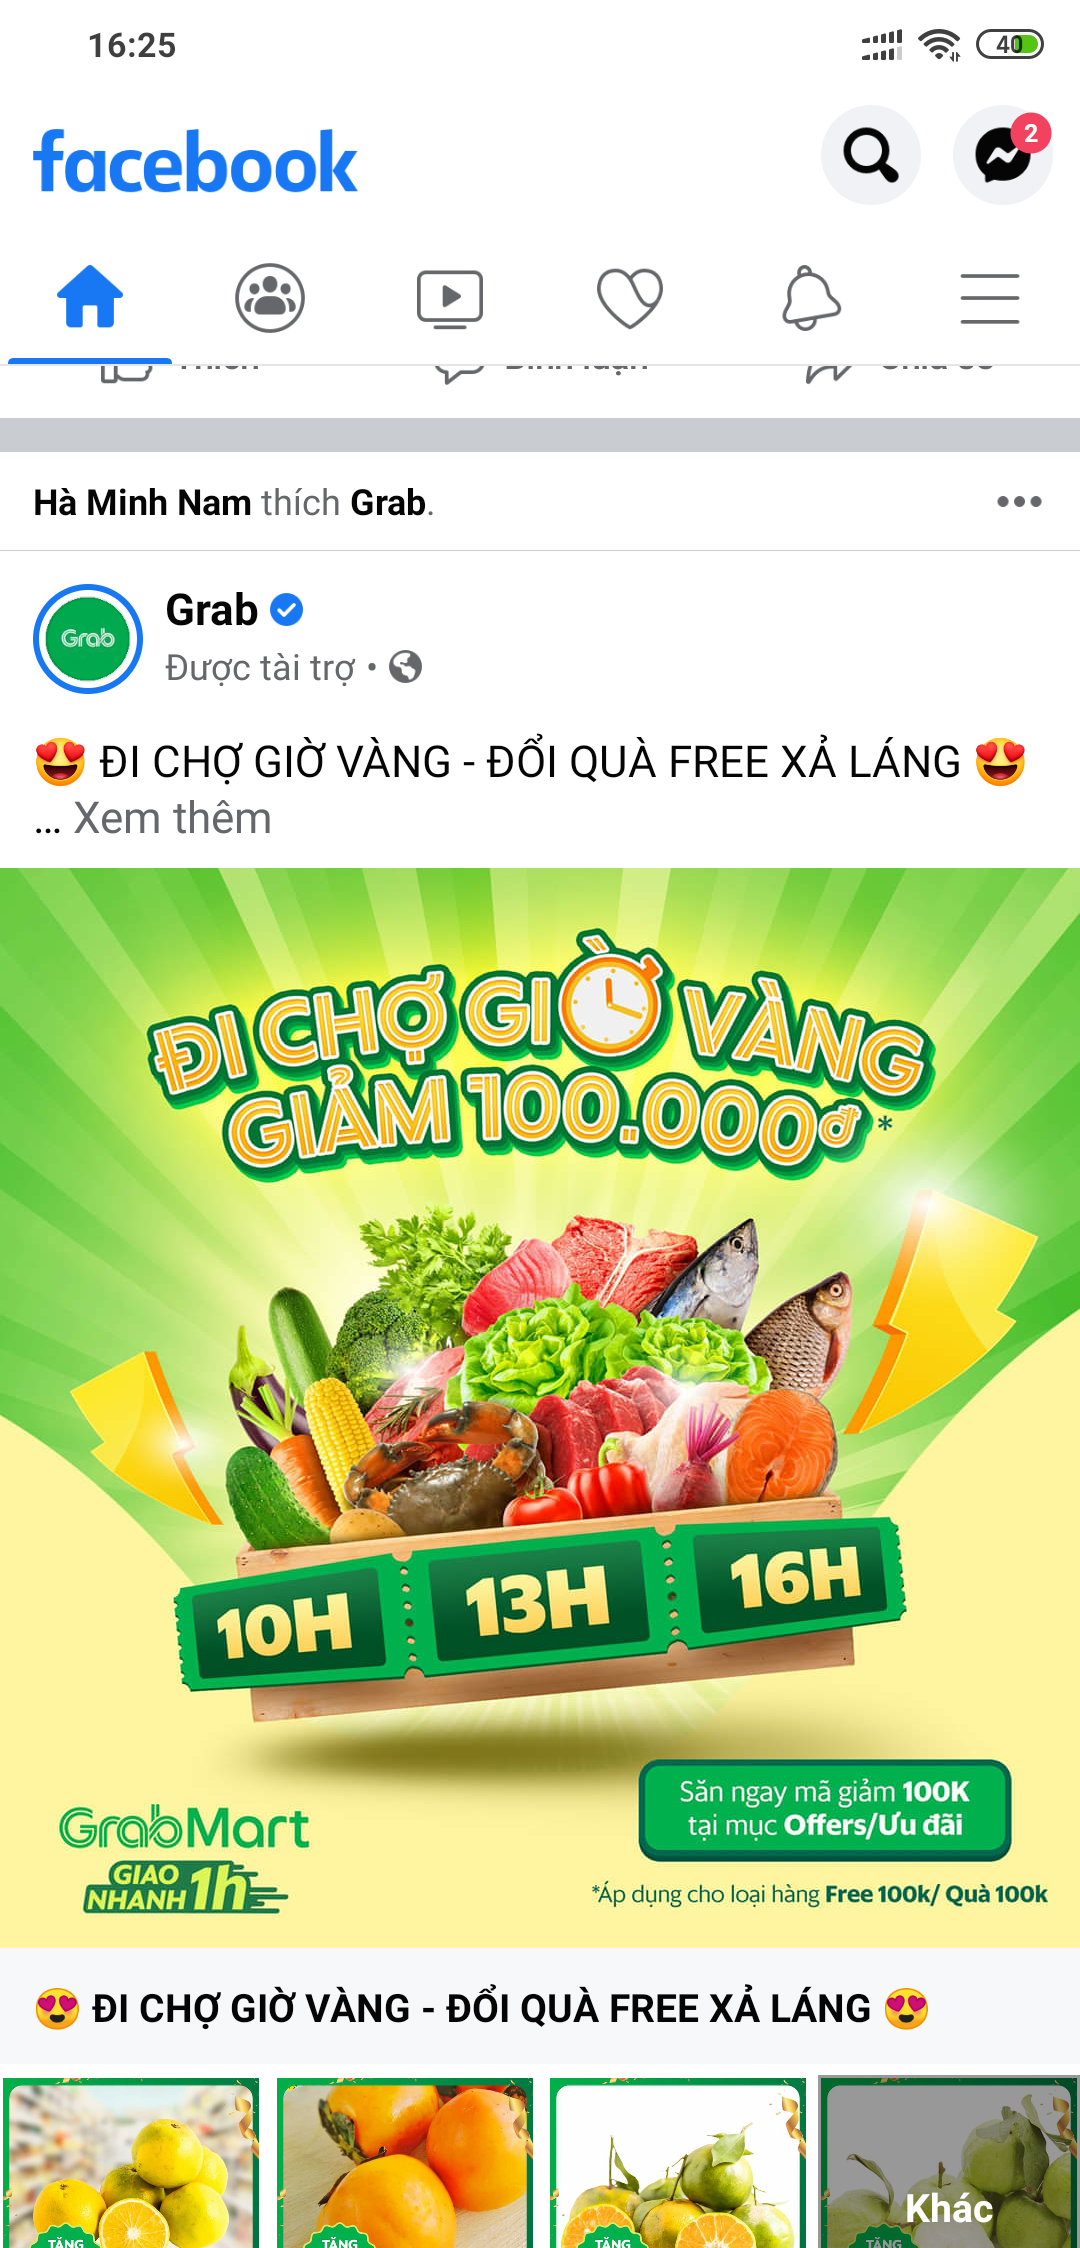 16:25
40
facebook
2
Hà Minh Nam thích Grab.
Grab
Grab
Được tài trợ
😍 ĐI CHỢ GIỜ VÀNG - ĐỔI QUÀ FREE XẢ LÁNG 😍
... Xem thêm
ĐI CHỢ GIỜ VÀNG
GIẢM 100.000đ*
10H 13H 16H
Săn ngay mã giảm 100K
tại mục Offers/Ưu đãi
GrabMart
GIAO
NHANH 1h
*Áp dụng cho loại hàng Free 100k/ Quà 100k
😍 ĐI CHỢ GIỜ VÀNG - ĐỔI QUÀ FREE XẢ LÁNG 😍
Khác
TẶNG TẶNG TẶNG TẶNG